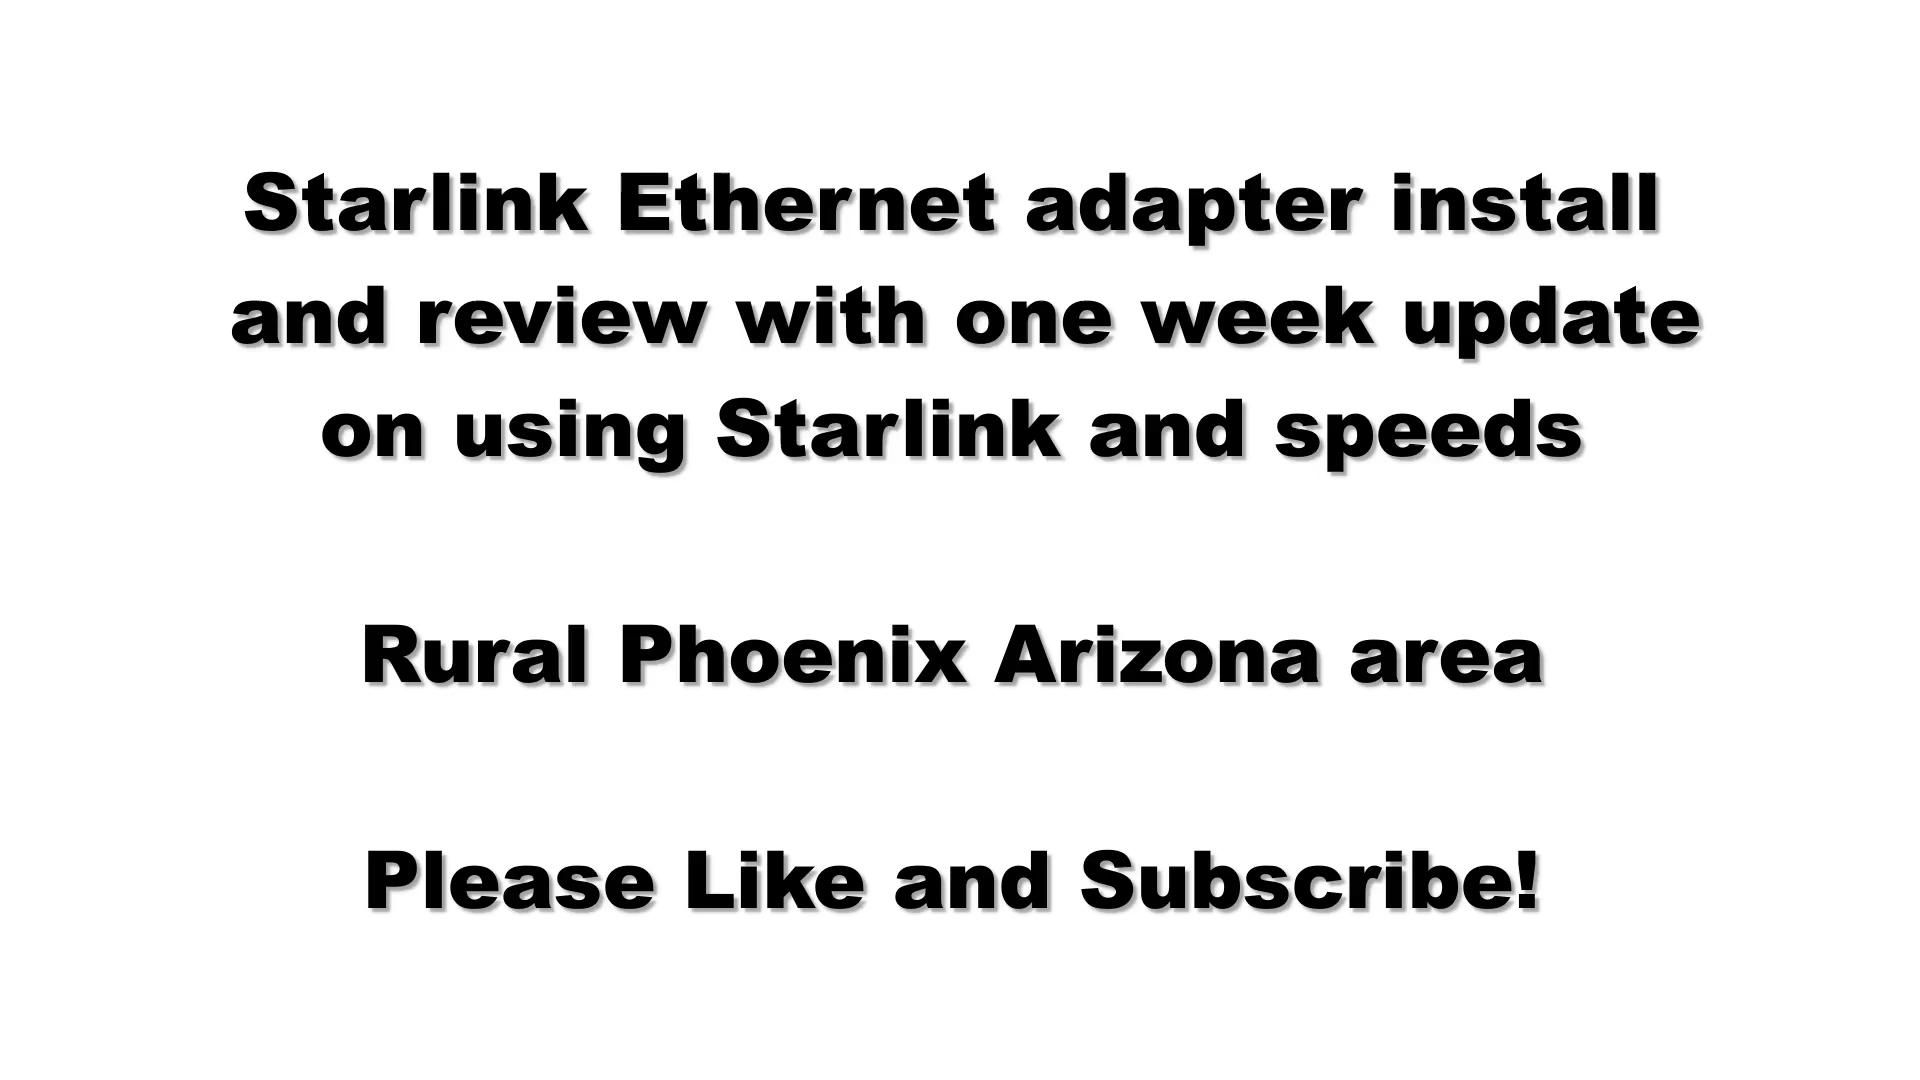 Starlink Ethernet adapter install
and review with one week update
on using Starlink and speeds
Rural Phoenix Arizona area
Please Like and Subscribe!